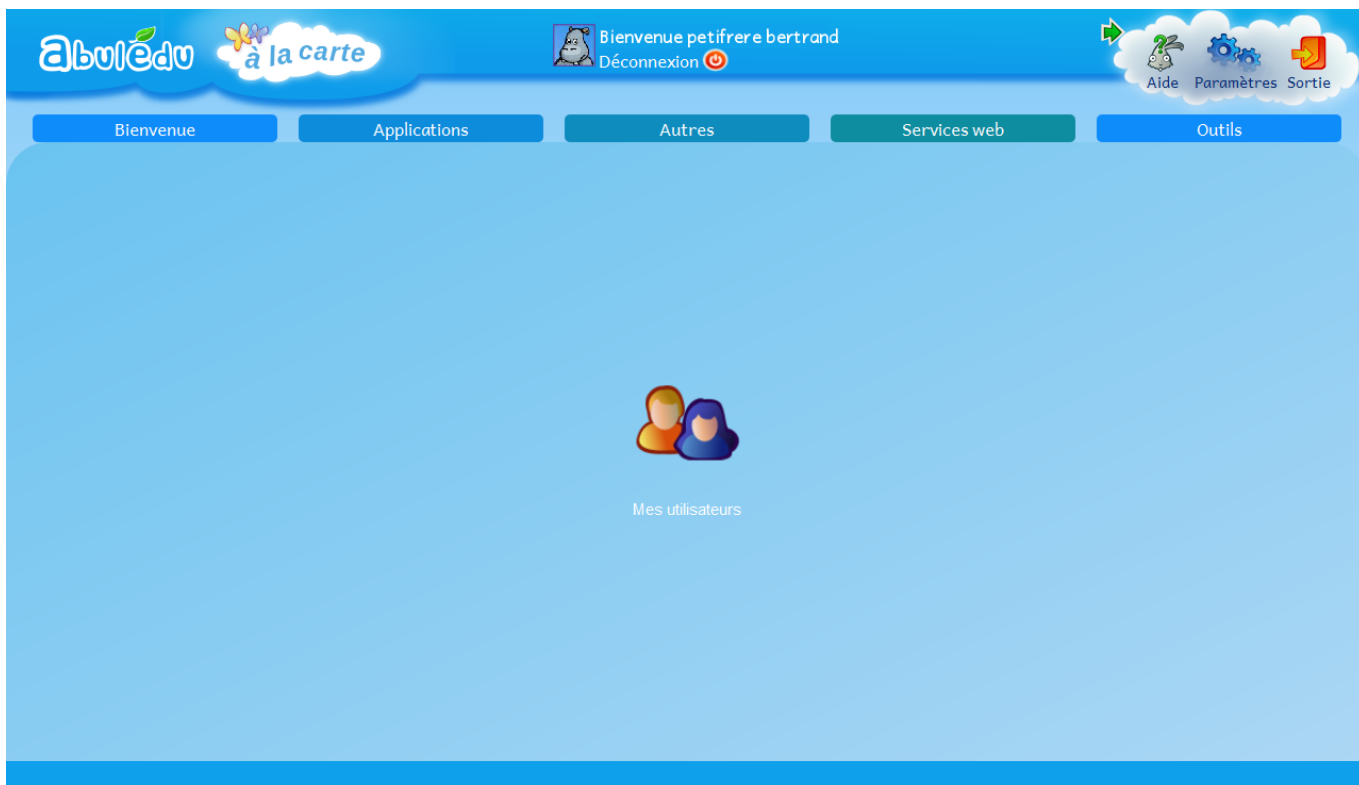 abulédu
à la carte
Bienvenue petifrere bertrand
Déconnexion
Aide Paramètres Sortie
Bienvenue Applications Autres Services web Outils
Mes utilisateurs